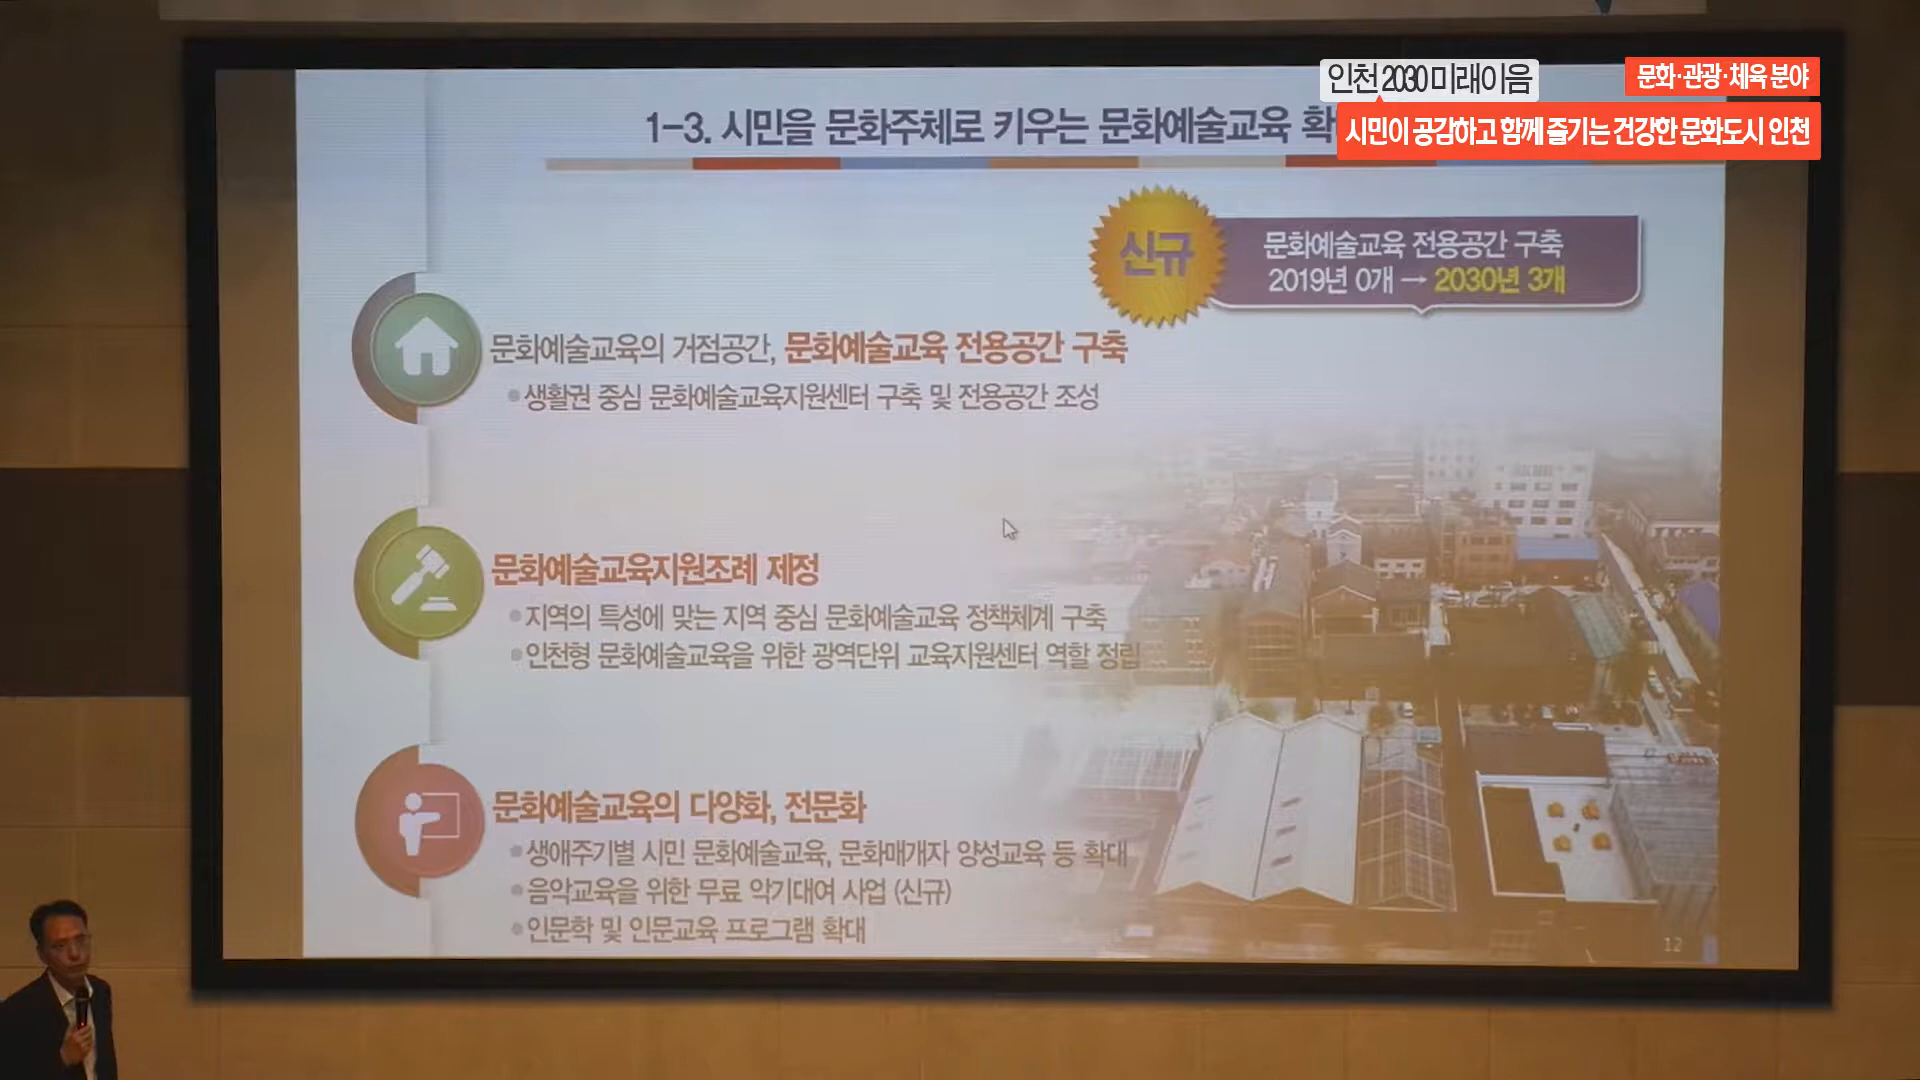 인천 2030 미래이음
문화·관광·체육 분야
시민이 공감하고 함께 즐기는 건강한 문화도시 인천
1-3. 시민을 문화주체로 키우는 문화예술교육
신규
문화예술교육 전용공간 구축
2019년 0개 → 2030년 3개
문화예술교육의 거점공간, 문화예술교육 전용공간 구축
생활권 중심 문화예술교육지원센터 구축 및 전용공간 조성
문화예술교육지원조례 제정
지역의 특성에 맞는 지역 중심 문화예술교육 정책체계 구축
인천형 문화예술교육을 위한 광역단위 교육지원센터 역할 정립
문화예술교육의 다양화, 전문화
생애주기별 시민 문화예술교육, 문화매개자 양성교육 등 확대
음악교육을 위한 무료 악기대여 사업 (신규)
인문학 및 인문교육 프로그램 확대
12